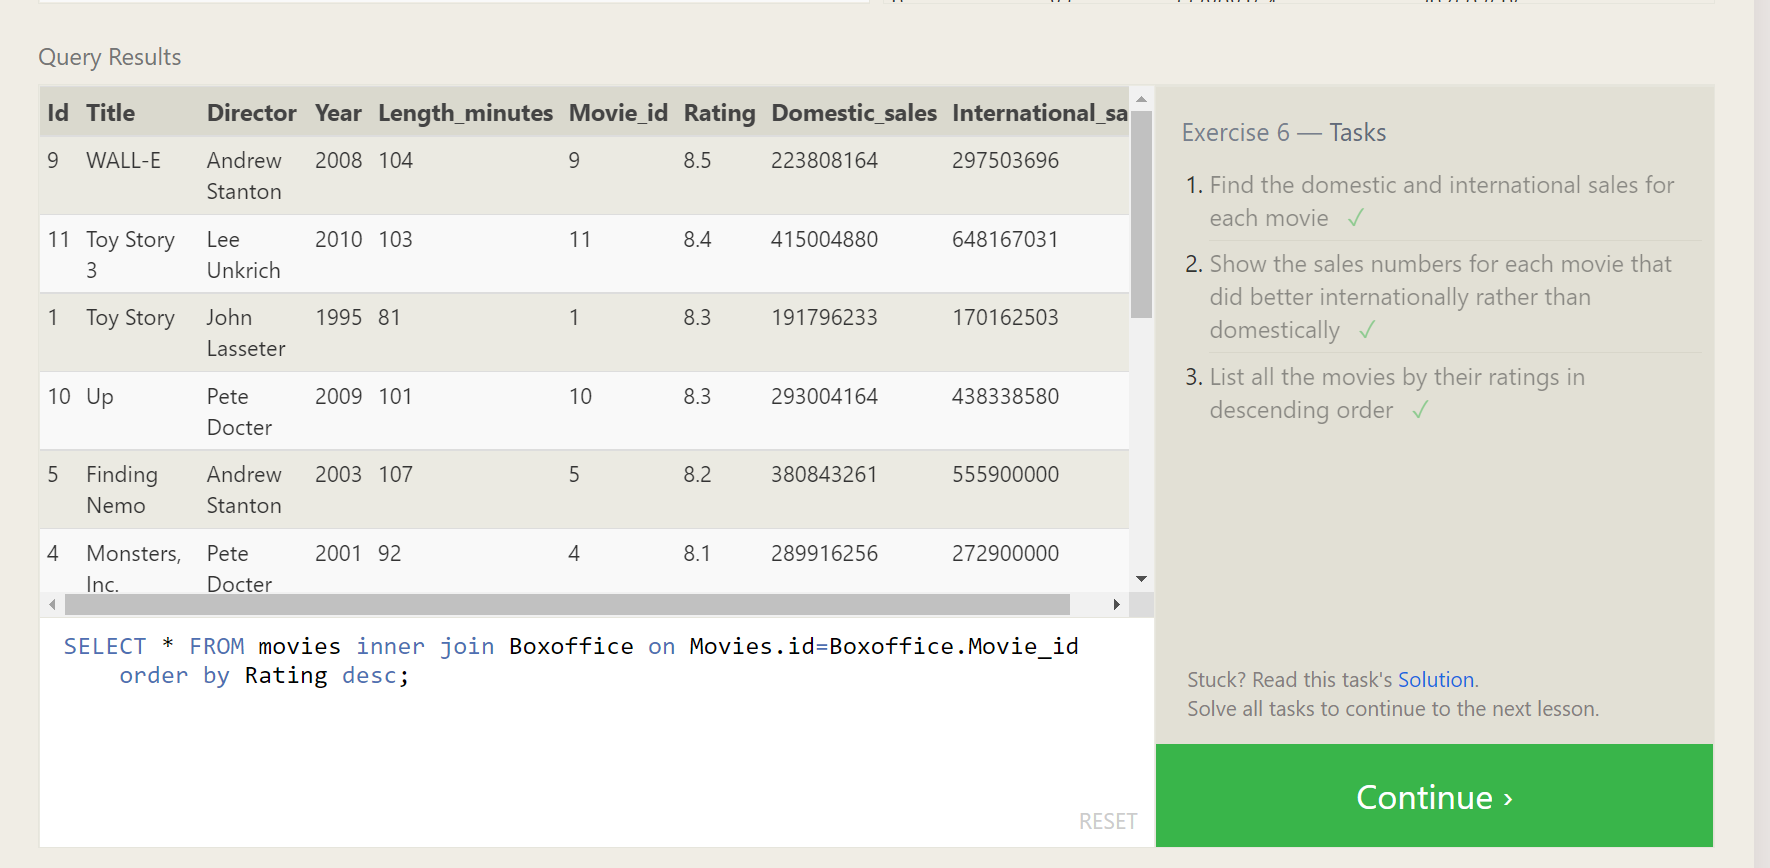 Query Results
Id Title Director Year Length_minutes Movie_id Rating Domestic_sales International_sa
9 WALL-E Andrew 2008 104 9 8.5 223808164 297503696
Stanton
11 Toy Story Lee 2010 103 11 8.4 415004880 648167031
3 Unkrich
1 Toy Story John 1995 81 1 8.3 191796233 170162503
Lasseter
10 Up Pete 2009 101 10 8.3 293004164 438338580
Docter
5 Finding Andrew 2003 107 5 8.2 380843261 555900000
Nemo Stanton
4 Monsters, Pete 2001 92 4 8.1 289916256 272900000
Inc. Docter
SELECT * FROM movies inner join Boxoffice on Movies.id=Boxoffice.Movie_id
order by Rating desc;
RESET
Exercise 6 — Tasks
1. Find the domestic and international sales for
each movie ✓
2. Show the sales numbers for each movie that
did better internationally rather than
domestically ✓
3. List all the movies by their ratings in
descending order ✓
Stuck? Read this task's Solution.
Solve all tasks to continue to the next lesson.
Continue ›